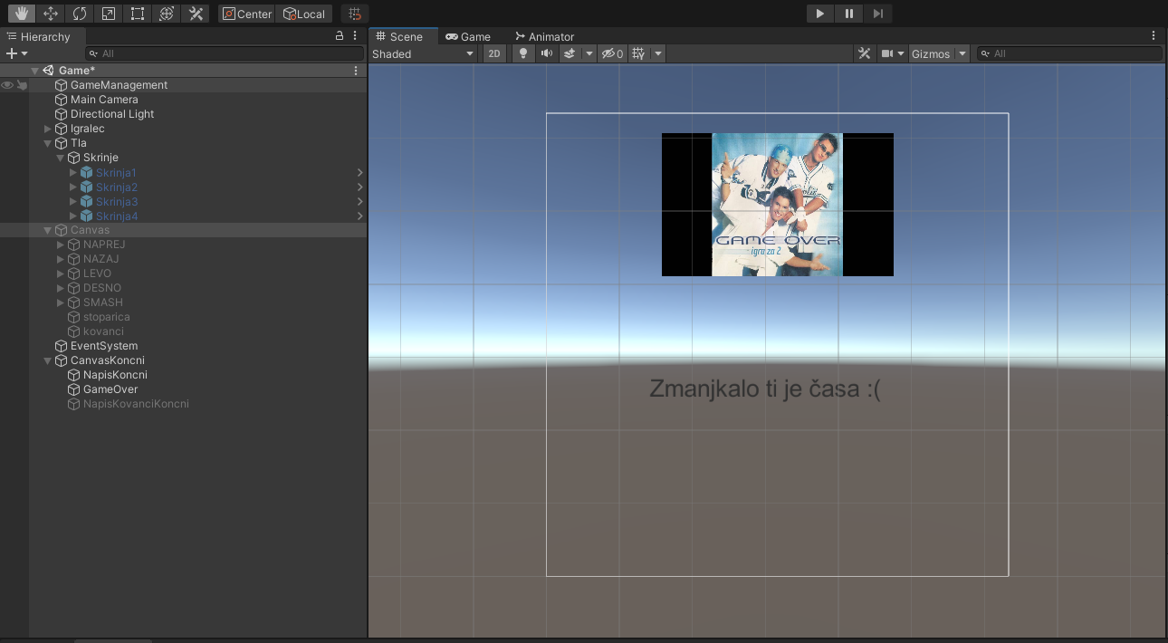 Center
Local
Hierarchy
All
Game*
GameManagement
Main Camera
Directional Light
Igralec
Tla
Skrinje
Skrinja1
Skrinja2
Skrinja3
Skrinja4
Canvas
NAPREJ
NAZAJ
LEVO
DESNO
SMASH
stoparica
kovanci
EventSystem
CanvasKoncni
NapisKoncni
GameOver
NapisKovanciKoncni
Scene
Game
Animator
Shaded
2D
0
Gizmos
All
GAME OVER
igra za 2
Zmanjkalo ti je časa :(